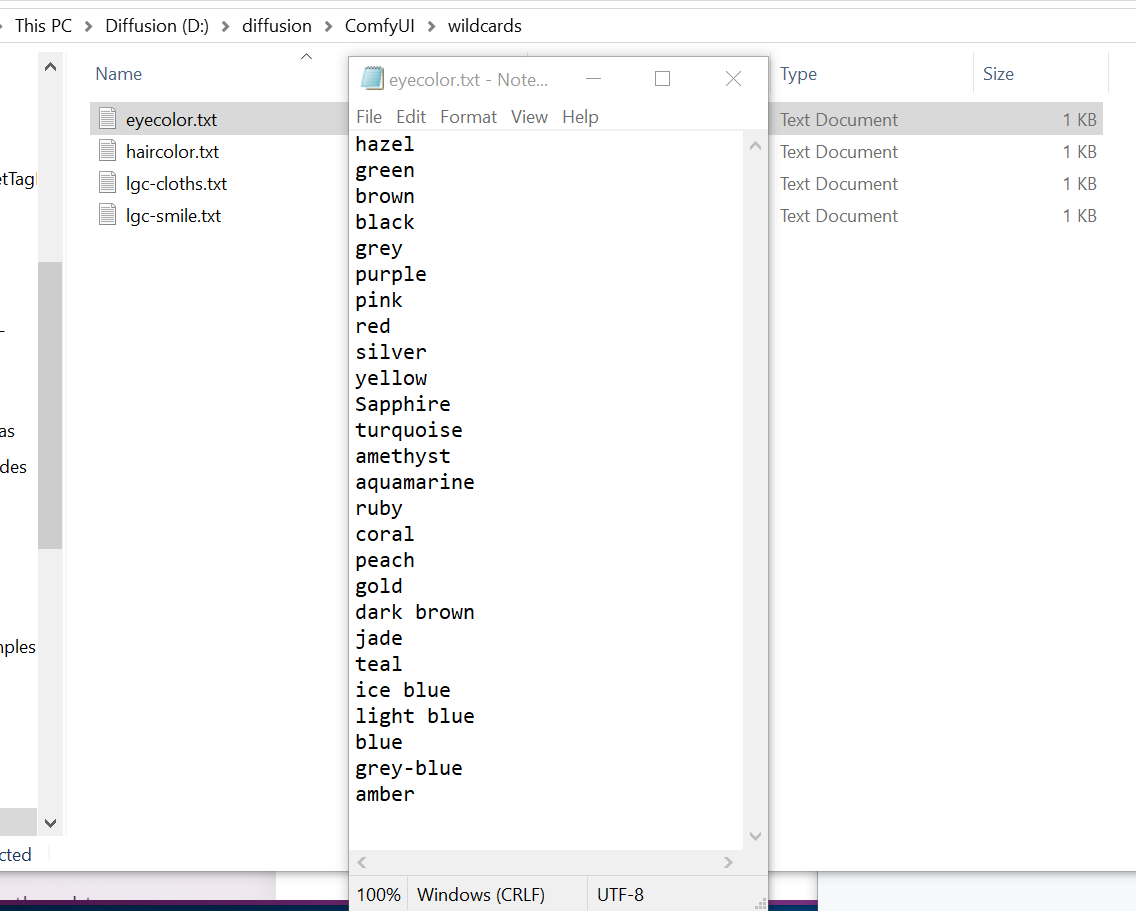 This PC > Diffusion (D:) > diffusion > ComfyUI > wildcards
Name
Type
Size
eyecolor.txt
Text Document
1 KB
haircolor.txt
Text Document
1 KB
lgc-cloths.txt
Text Document
1 KB
lgc-smile.txt
Text Document
1 KB
eyecolor.txt - Note...
File Edit Format View Help
hazel
green
brown
black
grey
purple
pink
red
silver
yellow
Sapphire
turquoise
amethyst
aquamarine
ruby
coral
peach
gold
dark brown
jade
teal
ice blue
light blue
blue
grey-blue
amber
100%
Windows (CRLF)
UTF-8
etTag
as
des
nples
cted